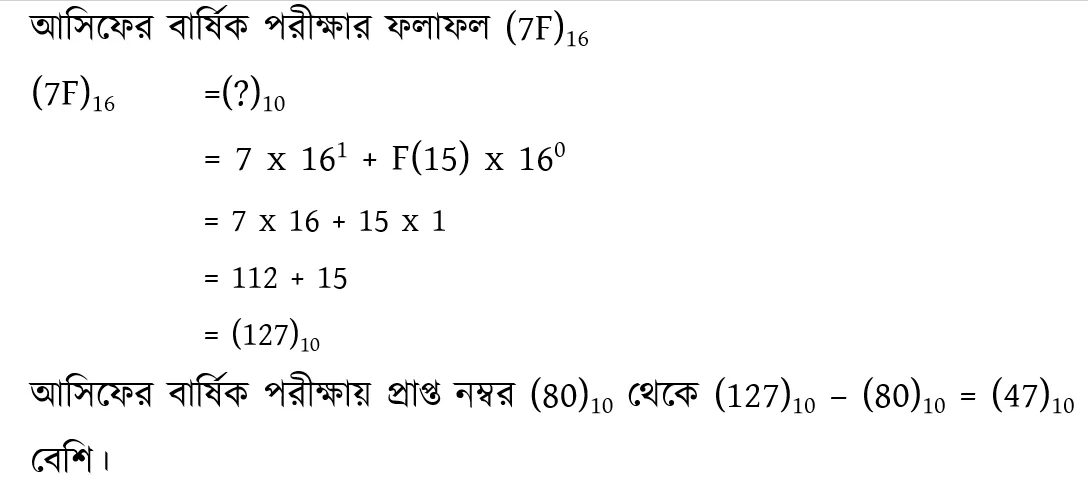 আসিফের বার্ষিক পরীক্ষার ফলাফল (7F)₁₆
(7F)₁₆ =(?)₁₀
= 7 x 16¹ + F(15) x 16⁰
= 7 x 16 + 15 x 1
= 112 + 15
= (127)₁₀
আসিফের বার্ষিক পরীক্ষায় প্রাপ্ত নম্বর (80)₁₀ থেকে (127)₁₀ – (80)₁₀ = (47)₁₀
বেশি।